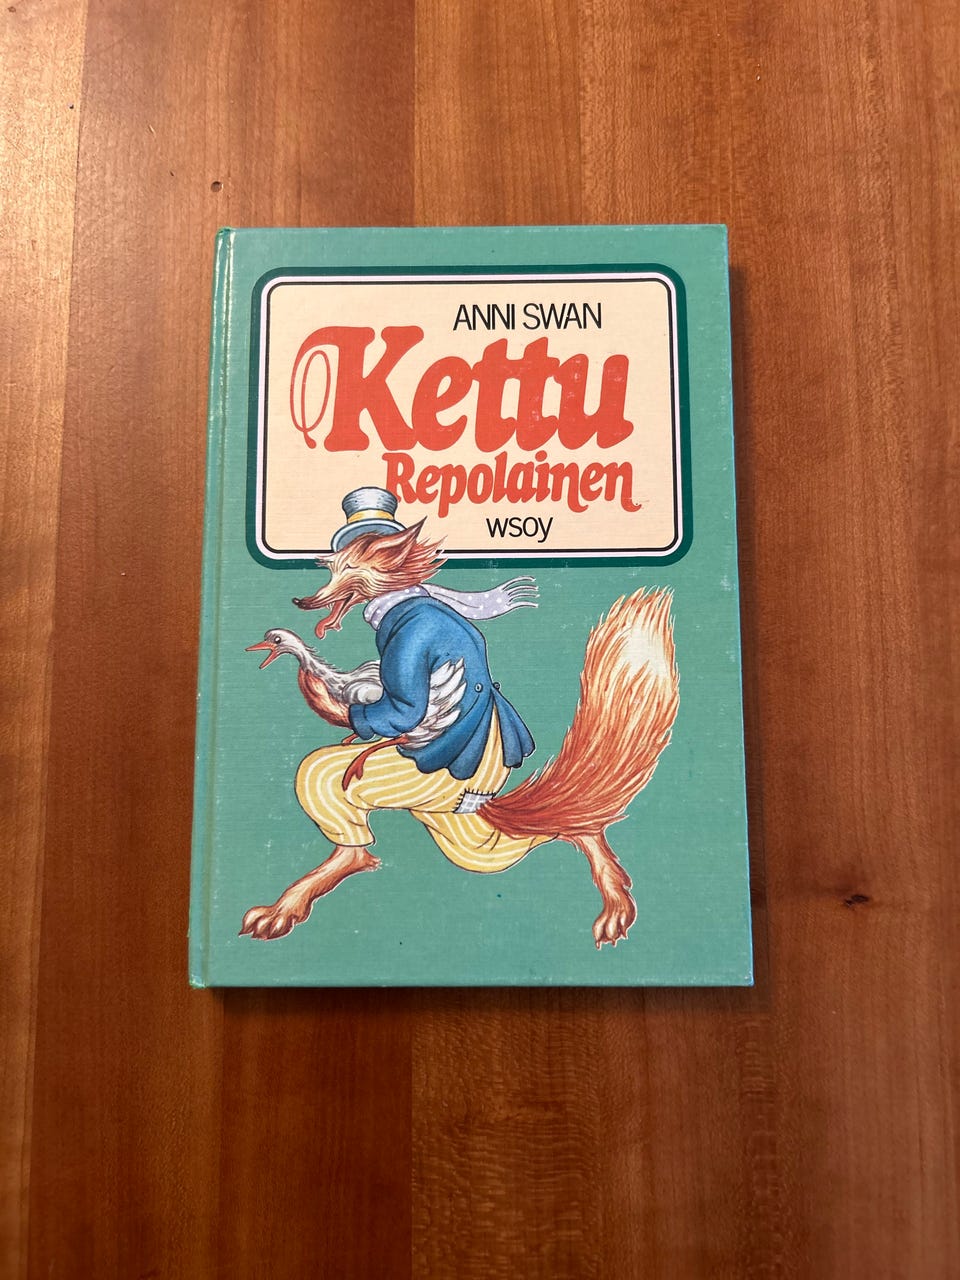 ANNI SWAN
Kettu
Repolainen
wsoy